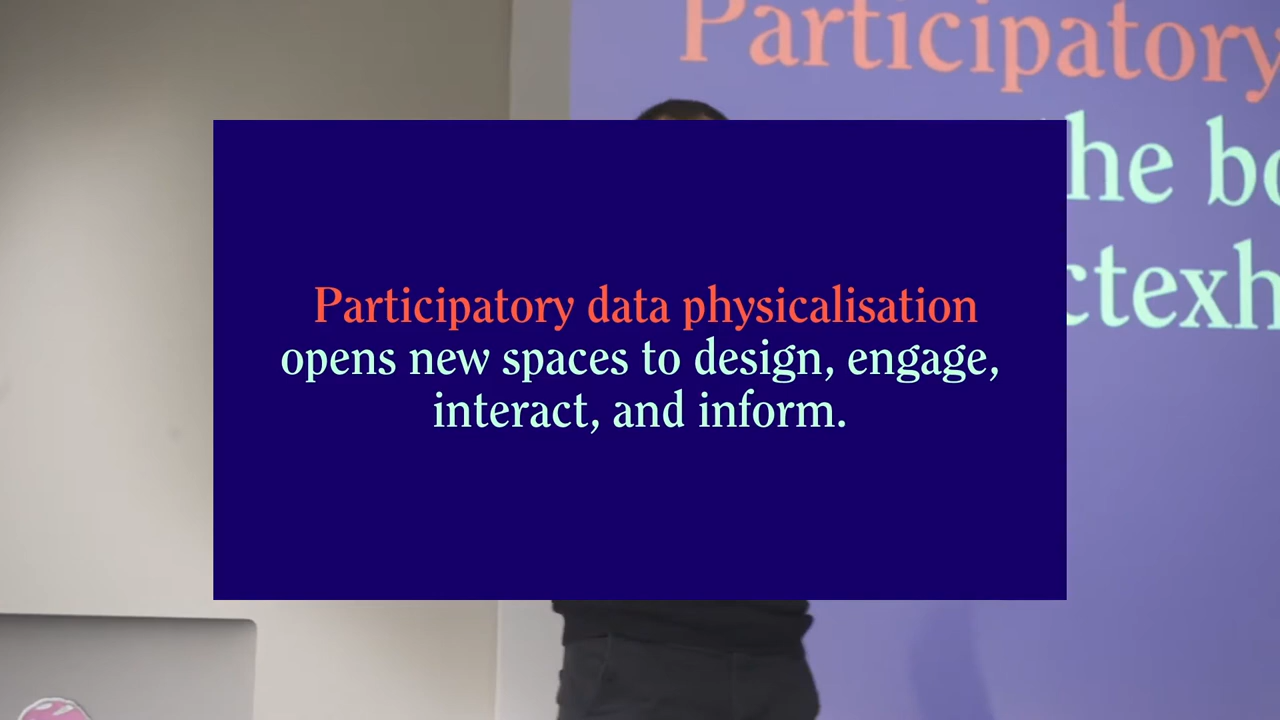 Participatory
Participatory data physicalisation
opens new spaces to design, engage,
interact, and inform.